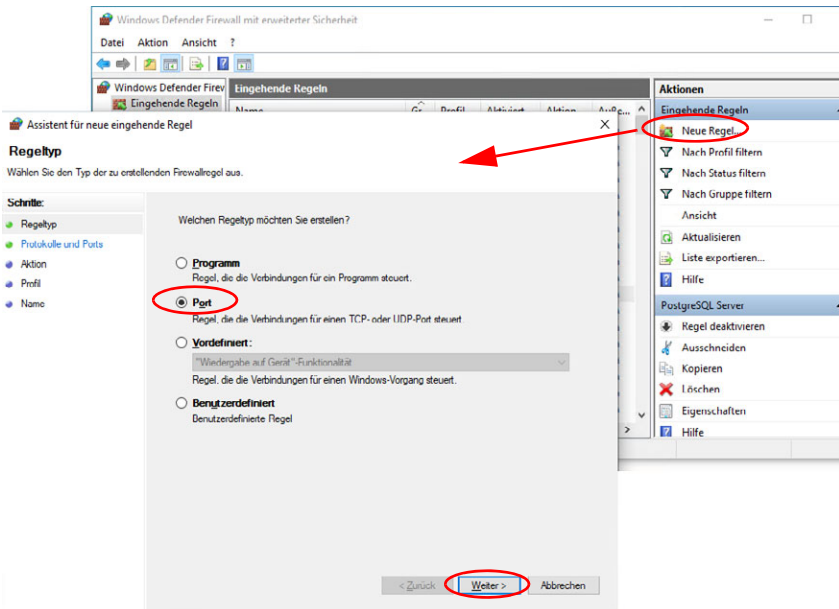 Windows Defender Firewall mit erweiterter Sicherheit
Datei Aktion Ansicht ?
Windows Defender Firev
Eingehende Regeln
Eingehende Regeln
Name Gr Profil Aktiviert Aktion Auße...
Aktionen
Eingehende Regeln
Neue Regel...
Nach Profil filtern
Nach Status filtern
Nach Gruppe filtern
Ansicht
Aktualisieren
Liste exportieren...
Hilfe
PostgreSQL Server
Regel deaktivieren
Ausschneiden
Kopieren
Löschen
Eigenschaften
Hilfe
Assistent für neue eingehende Regel
Regeltyp
Wählen Sie den Typ der zu erstellenden Firewallregel aus.
Schritte:
Regeltyp
Protokolle und Ports
Aktion
Profil
Name
Welchen Regeltyp möchten Sie erstellen?
Programm
Regel, die die Verbindungen für ein Programm steuert.
Port
Regel, die die Verbindungen für einen TCP- oder UDP-Port steuert.
Vordefiniert:
"Wiedergabe auf Gerät"-Funktionalität
Regel, die die Verbindungen für einen Windows-Vorgang steuert.
Benutzerdefiniert
Benutzerdefinierte Regel
< Zurück
Weiter >
Abbrechen